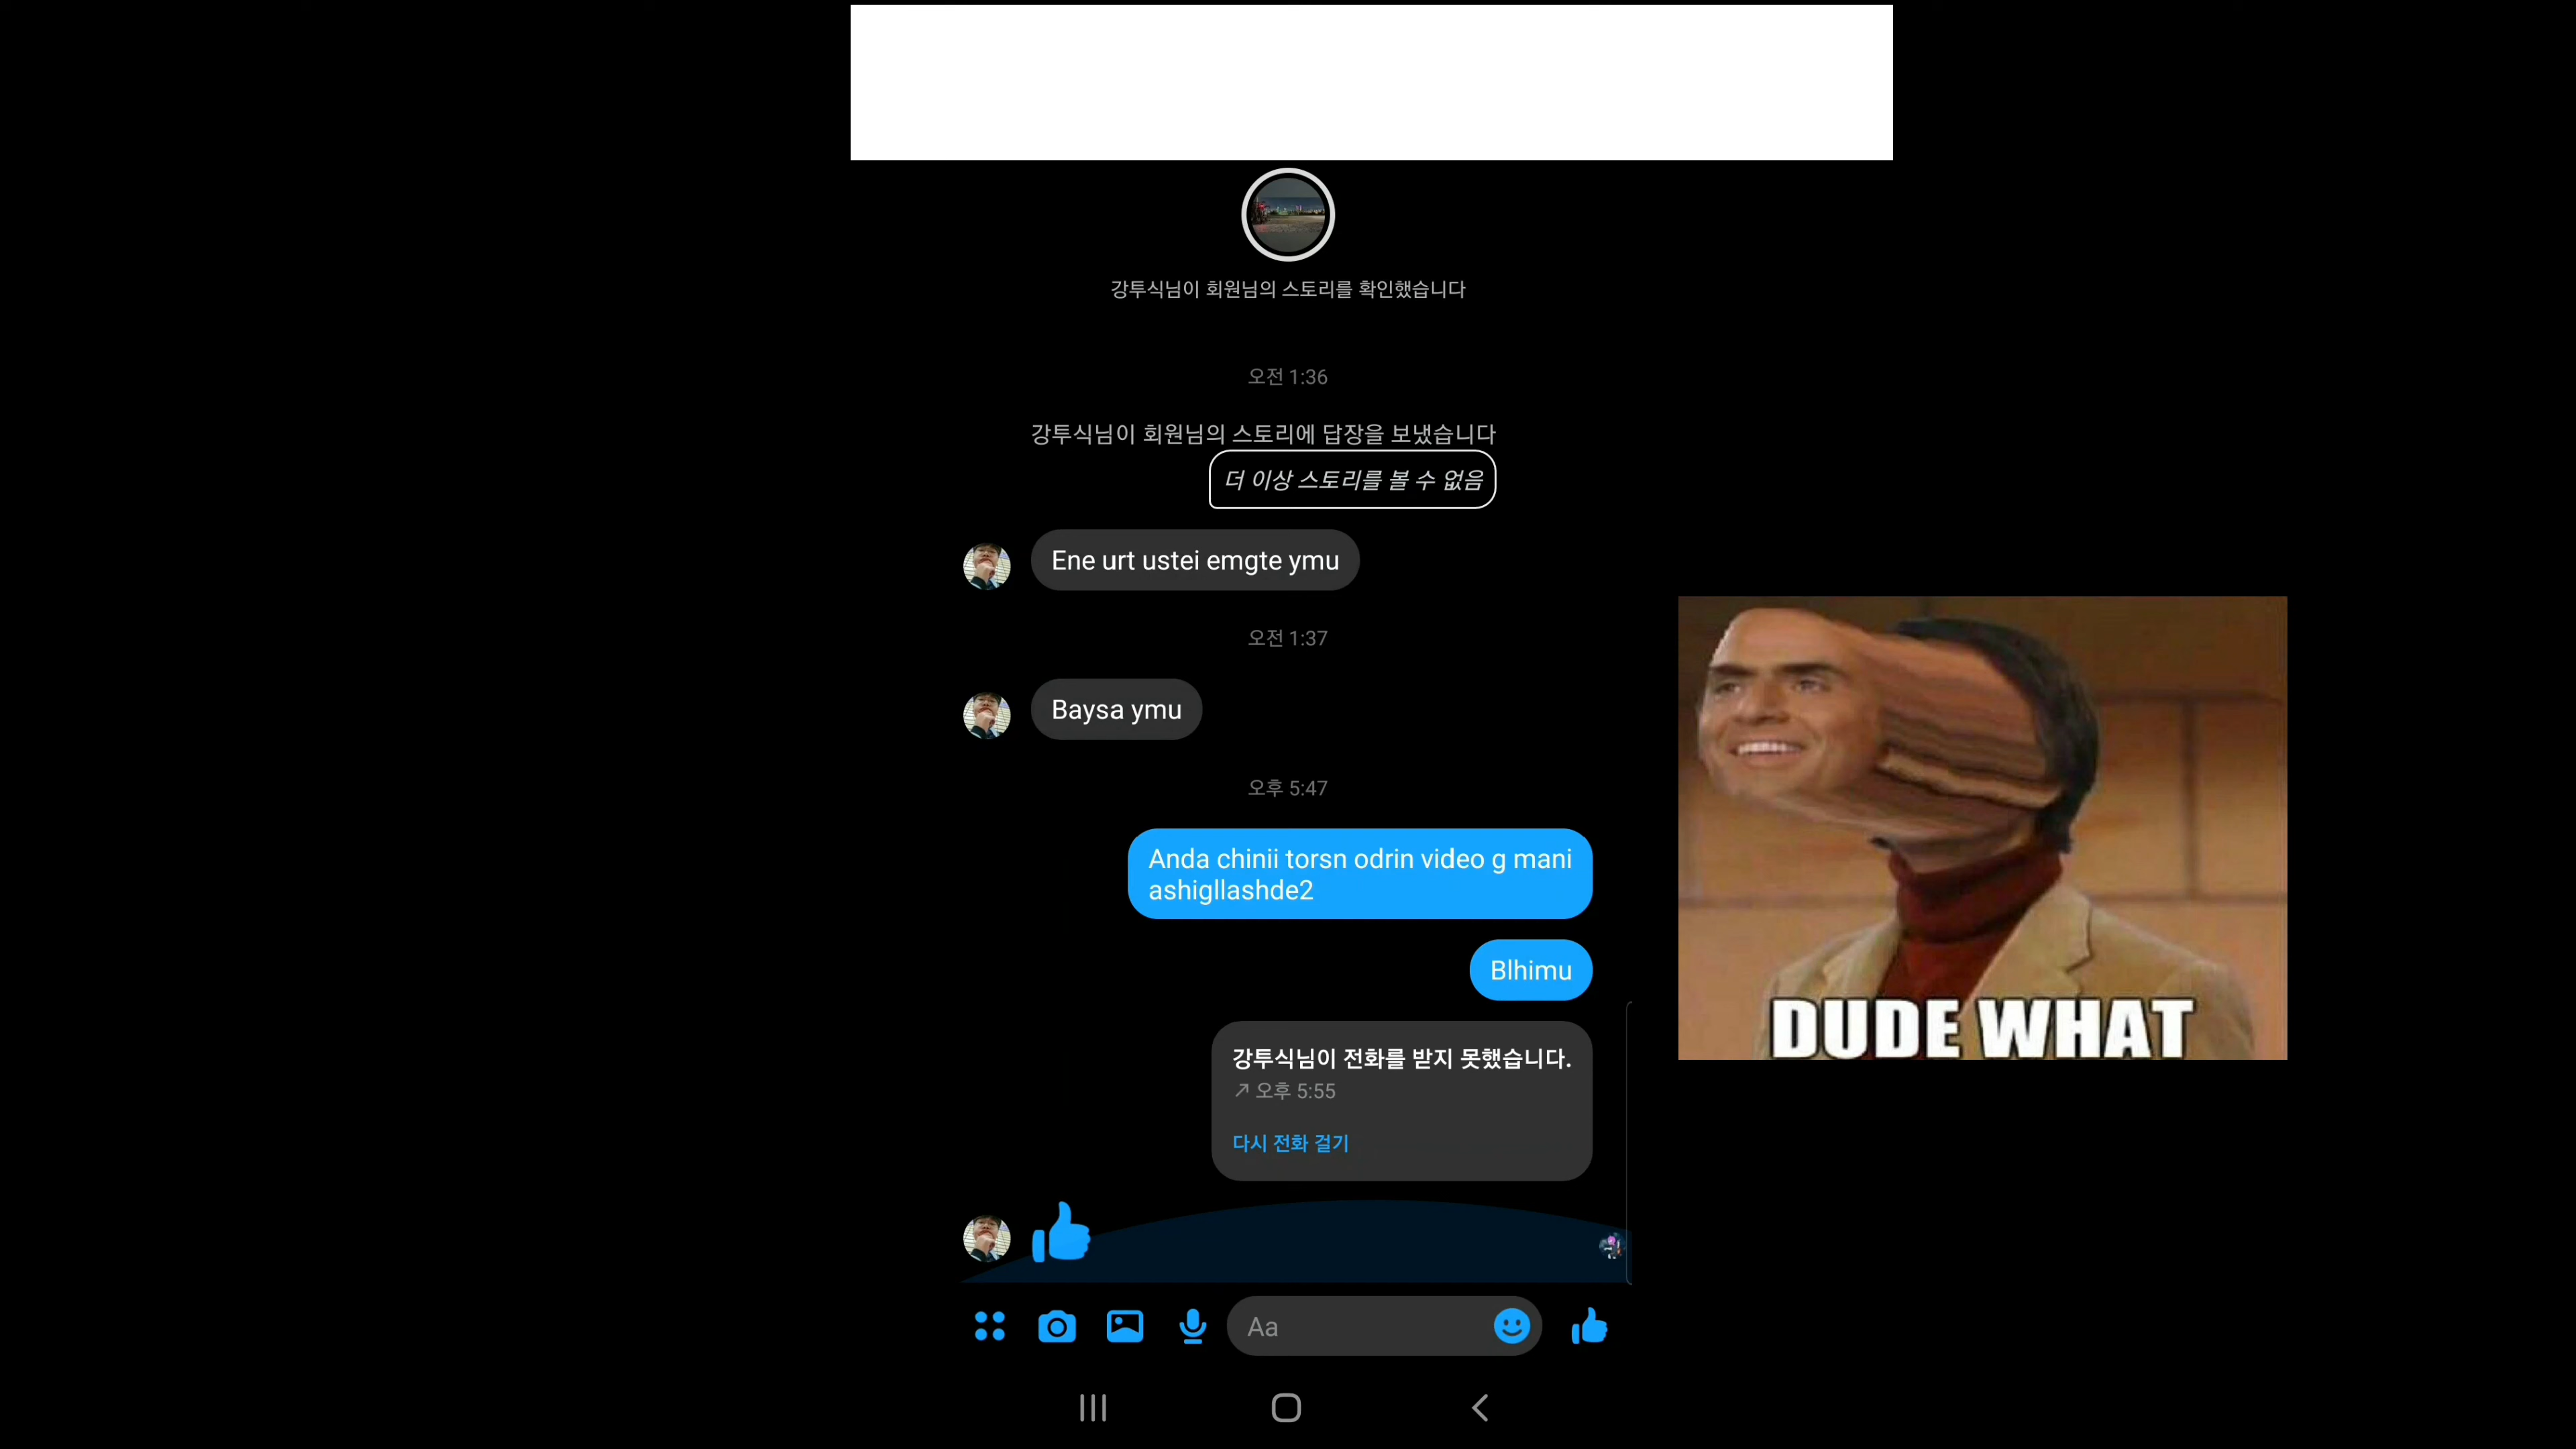 강투식님이 회원님의 스토리를 확인했습니다
오전 1:36
강투식님이 회원님의 스토리에 답장을 보냈습니다
더 이상 스토리를 볼 수 없음
Ene urt ustei emgte ymu
오전 1:37
Baysa ymu
오후 5:47
Anda chinii torsn odrin video g mani
ashigllashde2
Blhimu
강투식님이 전화를 받지 못했습니다.
오후 5:55
다시 전화 걸기
Aa
DUDE WHAT